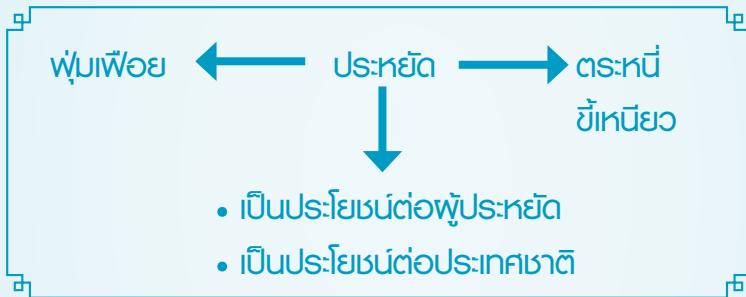 ฟุ่มเฟือย ประหยัด ตระหนี่
ขี้เหนียว
• เป็นประโยชน์ต่อผู้ประหยัด
• เป็นประโยชน์ต่อประเทศชาติ